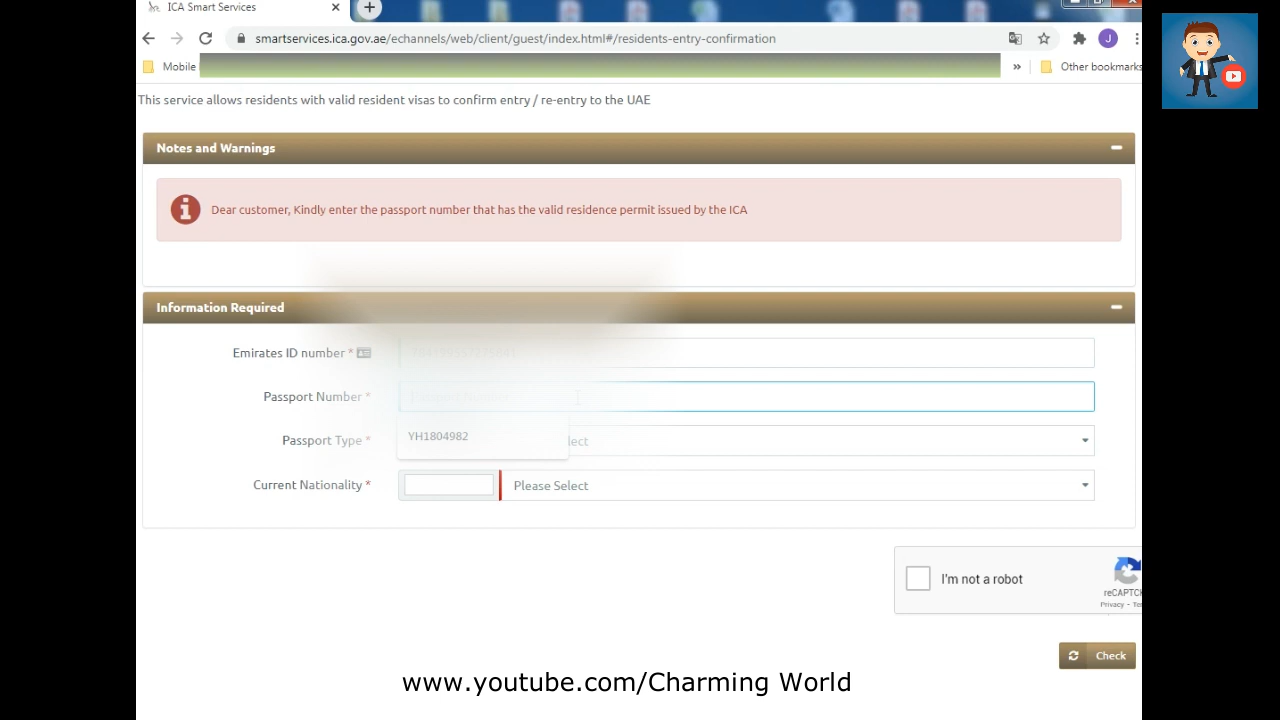 ICA Smart Services
smartservices.ica.gov.ae/echannels/web/client/guest/index.html#/residents-entry-confirmation
J
Mobile
»
Other bookmarks
This service allows residents with valid resident visas to confirm entry / re-entry to the UAE
Notes and Warnings
Dear customer, Kindly enter the passport number that has the valid residence permit issued by the ICA
Information Required
Emirates ID number *
Passport Number *
YH1804982
Passport Type *
lect
Current Nationality *
Please Select
I'm not a robot
reCAPTC
Privacy - Te
Check
www.youtube.com/Charming World